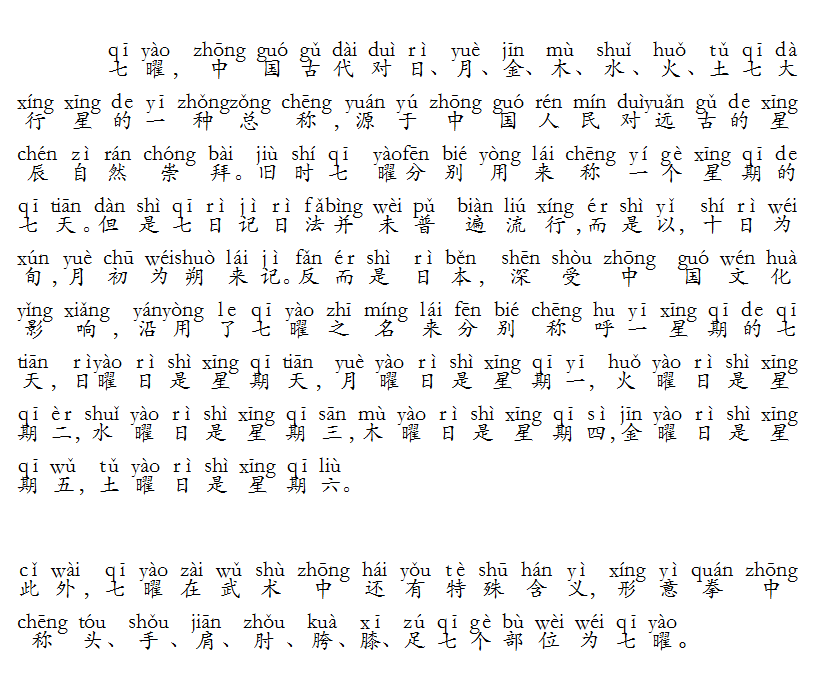 qī yào zhōng guó gǔ dài duì rì yuè jīn mù shuǐ huǒ tǔ qī dà
七曜，中国古代对日、月、金、木、水、火、土七大
xíng xīng de yī zhǒngzǒng chēng yuán yú zhōng guó rén mín duìyuǎn gǔ de xīng
行星的一种总称，源于中国人民对远古的星
chén zì rán chóng bài jiù shí qī yàofēn bié yòng lái chēng yí gè xīng qī de
辰自然崇拜。旧时七曜分别用来称一个星期的
qī tiān dàn shì qī rì jì rì fǎbìng wèi pǔ biàn liú xíng ér shì yǐ shí rì wéi
七天。但是七日记日法并未普遍流行，而是以，十日为
xún yuè chū wéishuò lái jì fǎn ér shì rì běn shēn shòu zhōng guó wén huà
旬，月初为朔来记。反而是日本，深受中国文化
yǐng xiǎng yányòng le qī yào zhī míng lái fēn bié chēng hu yī xīng qī de qī
影响，沿用了七曜之名来分别称呼一星期的七
tiān rìyào rì shì xīng qī tiān yuè yào rì shì xīng qī yī huǒ yào rì shì xīng
天，日曜日是星期天，月曜日是星期一，火曜日是星
qī èr shuǐ yào rì shì xīng qī sān mù yào rì shì xīng qī sì jīn yào rì shì xīng
期二，水曜日是星期三，木曜日是星期四，金曜日是星
qī wǔ tǔ yào rì shì xīng qī liù
期五，土曜日是星期六。
cǐ wài qī yào zài wǔ shù zhōng hái yǒu tè shū hán yì xíng yì quán zhōng
此外，七曜在武术中还有特殊含义，形意拳中
chēng tóu shǒu jiān zhǒu kuà xī zú qī gè bù wèi wéi qī yào
称头、手、肩、肘、胯、膝、足七个部位为七曜。